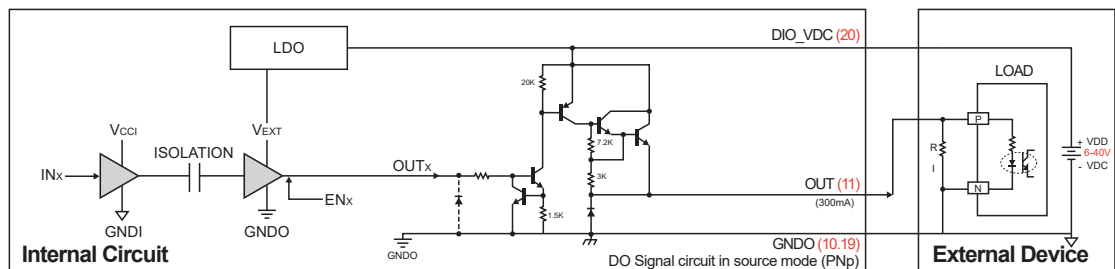 DIO_VDC (20)
LDO
LOAD
20K
VCCI
VEXT
ISOLATION
P
7.2K
R
+ VDD
6-40V
- VDC
INX
OUTX
3K
I
OUT (11)
N
ENX
(300mA)
1.5K
GNDI
GNDO
GNDO
GNDO (10.19)
Internal Circuit
DO Signal circuit in source mode (PNp)
External Device